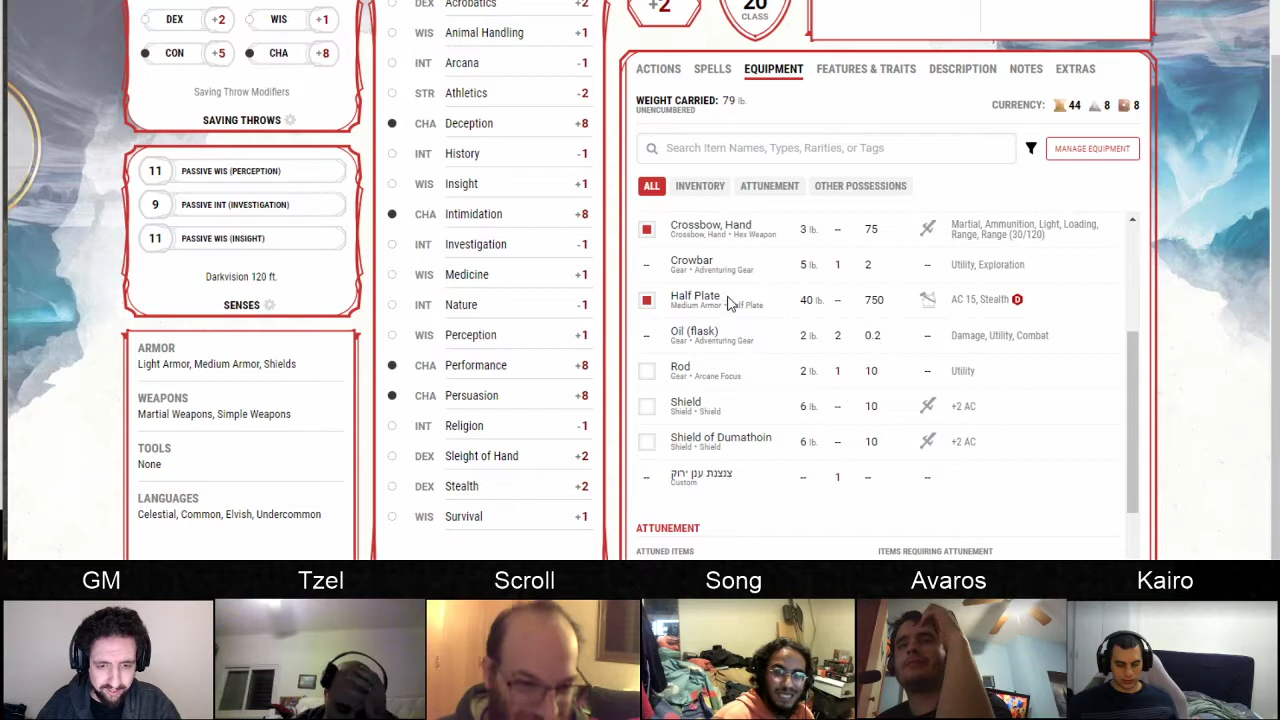 DEX +2 WIS +1
CON +5 CHA +8
Saving Throw Modifiers
SAVING THROWS
11 PASSIVE WIS (PERCEPTION)
9 PASSIVE INT (INVESTIGATION)
11 PASSIVE WIS (INSIGHT)
Darkvision 120 ft.
SENSES
ARMOR
Light Armor, Medium Armor, Shields
WEAPONS
Martial Weapons, Simple Weapons
TOOLS
None
LANGUAGES
Celestial, Common, Elvish, Undercommon
DEX Acrobatics +2
WIS Animal Handling +1
INT Arcana -1
STR Athletics -2
CHA Deception +8
INT History -1
WIS Insight +1
CHA Intimidation +8
INT Investigation -1
WIS Medicine +1
INT Nature -1
WIS Perception +1
CHA Performance +8
CHA Persuasion +8
INT Religion -1
DEX Sleight of Hand +2
DEX Stealth +2
WIS Survival +1
+2
20
CLASS
ACTIONS SPELLS EQUIPMENT FEATURES & TRAITS DESCRIPTION NOTES EXTRAS
WEIGHT CARRIED: 79 lb.
UNENCUMBERED
CURRENCY: 44 8 8
Search Item Names, Types, Rarities, or Tags
MANAGE EQUIPMENT
ALL INVENTORY ATTUNEMENT OTHER POSSESSIONS
Crossbow, Hand 3 lb. -- 75 Martial, Ammunition, Light, Loading,
Crossbow, Hand • Hex Weapon Range, Range (30/120)
Crowbar 5 lb. 1 2 -- Utility, Exploration
Gear • Adventuring Gear
Half Plate 40 lb. -- 750 AC 15, Stealth D
Medium Armor • Half Plate
Oil (flask) 2 lb. 2 0.2 -- Damage, Utility, Combat
Gear • Adventuring Gear
Rod 2 lb. 1 10 -- Utility
Gear • Arcane Focus
Shield 6 lb. -- 10 +2 AC
Shield • Shield
Shield of Dumathoin 6 lb. -- 10 +2 AC
Shield • Shield
-- צנצנת ענן ירוק -- 1 -- --
Custom
ATTUNEMENT
ATTUNED ITEMS ITEMS REQUIRING ATTUNEMENT
GM Tzel Scroll Song Avaros Kairo